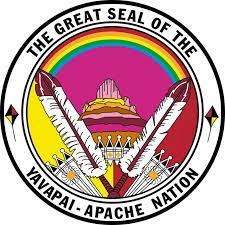 THE GREAT SEAL OF THE
YAVAPAI - APACHE NATION